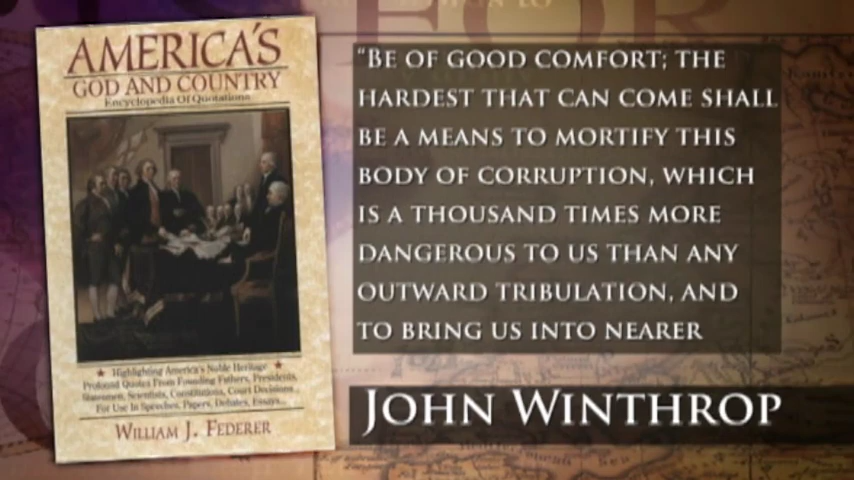 AMERICA'S
GOD AND COUNTRY
Encyclopedia Of Quotations
★ Highlighting America's Noble Heritage ★
Profound Quotes From Founding Fathers, Presidents,
Statesmen, Scientists, Constitutions, Court Decisions...
For Use In Speeches, Papers, Debates, Essays...
WILLIAM J. FEDERER
"BE OF GOOD COMFORT; THE
HARDEST THAT CAN COME SHALL
BE A MEANS TO MORTIFY THIS
BODY OF CORRUPTION, WHICH
IS A THOUSAND TIMES MORE
DANGEROUS TO US THAN ANY
OUTWARD TRIBULATION, AND
TO BRING US INTO NEARER
JOHN WINTHROP